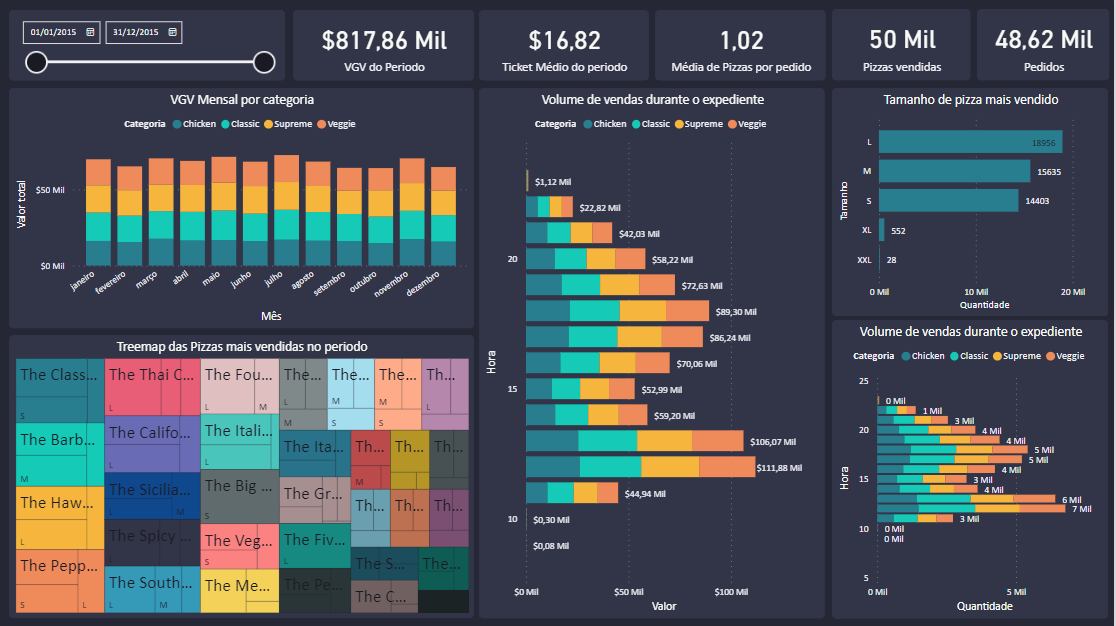 01/01/2015
31/12/2015
$817,86 Mil
VGV do Periodo
$16,82
Ticket Médio do periodo
1,02
Média de Pizzas por pedido
50 Mil
Pizzas vendidas
48,62 Mil
Pedidos
VGV Mensal por categoria
Categoria Chicken Classic Supreme Veggie
Valor total
$50 Mil
$0 Mil
janeiro
fevereiro
março
abril
maio
junho
julho
agosto
setembro
outubro
novembro
dezembro
Mês
Treemap das Pizzas mais vendidas no periodo
The Class...
S
The Barb...
M
The Haw...
L
The Pepp...
S
L
The Thai C...
L
The Califo...
L
The Sicilia...
L
M
The Spicy ...
L
The South...
L
M
The Fou...
L
M
The Itali...
L
The Big ...
S
The Veg...
S
The Me...
The...
L
M
The...
M
S
The...
M
S
Th...
L
The Ita...
M
The Gr...
The Fiv...
L
The Pe...
Th...
M
Th...
Th...
Th...
Th...
Th...
The S...
The...
The C...
Volume de vendas durante o expediente
Categoria Chicken Classic Supreme Veggie
Hora
$1,12 Mil
$22,82 Mil
$42,03 Mil
20
$58,22 Mil
$72,63 Mil
$89,30 Mil
$86,24 Mil
$70,06 Mil
15
$52,99 Mil
$59,20 Mil
$106,07 Mil
$111,88 Mil
$44,94 Mil
10
$0,30 Mil
$0,08 Mil
$0 Mil
$50 Mil
$100 Mil
Valor
Tamanho de pizza mais vendido
Tamanho
L
18956
M
15635
S
14403
XL
552
XXL
28
0 Mil
10 Mil
20 Mil
Quantidade
Volume de vendas durante o expediente
Categoria Chicken Classic Supreme Veggie
Hora
25
0 Mil
1 Mil
3 Mil
20
4 Mil
4 Mil
5 Mil
5 Mil
4 Mil
15
3 Mil
4 Mil
6 Mil
7 Mil
3 Mil
10
0 Mil
0 Mil
5
0 Mil
5 Mil
Quantidade